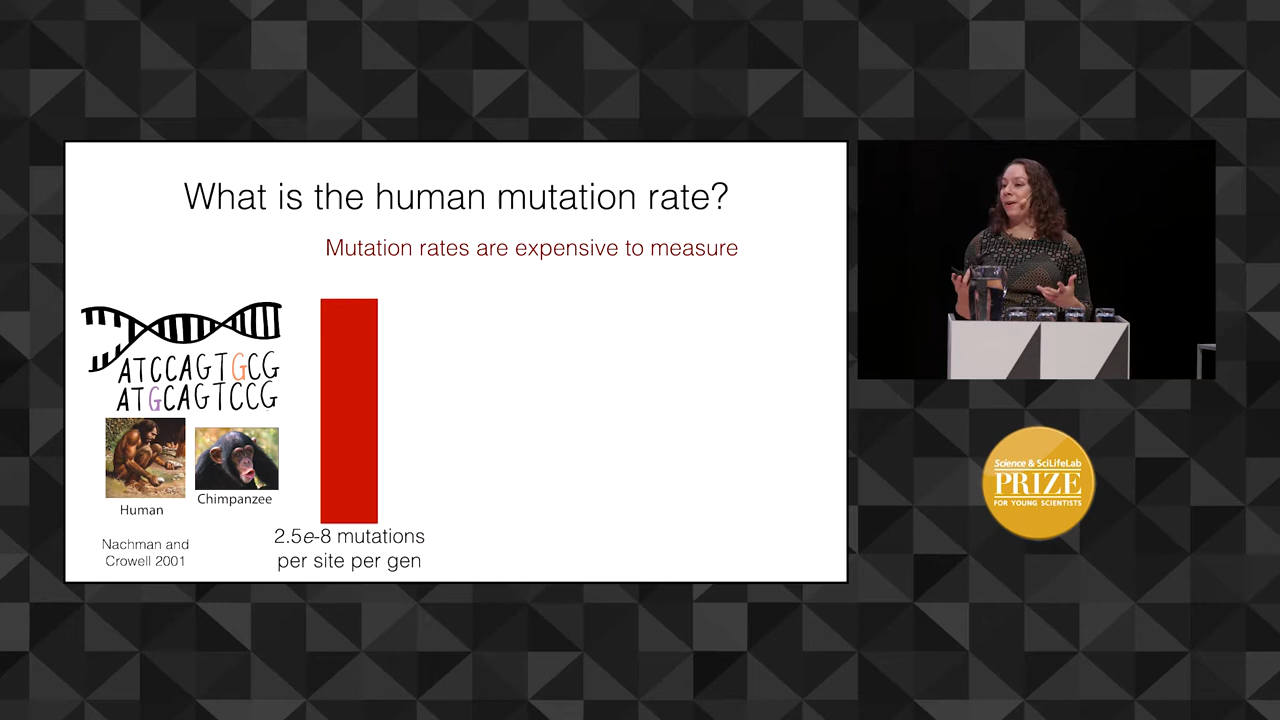 What is the human mutation rate?
Mutation rates are expensive to measure
ATCCAGTGCG
ATGCAGTCCG
Human
Chimpanzee
Nachman and
Crowell 2001
2.5e-8 mutations
per site per gen
Science & SciLifeLab
PRIZE
FOR YOUNG SCIENTISTS